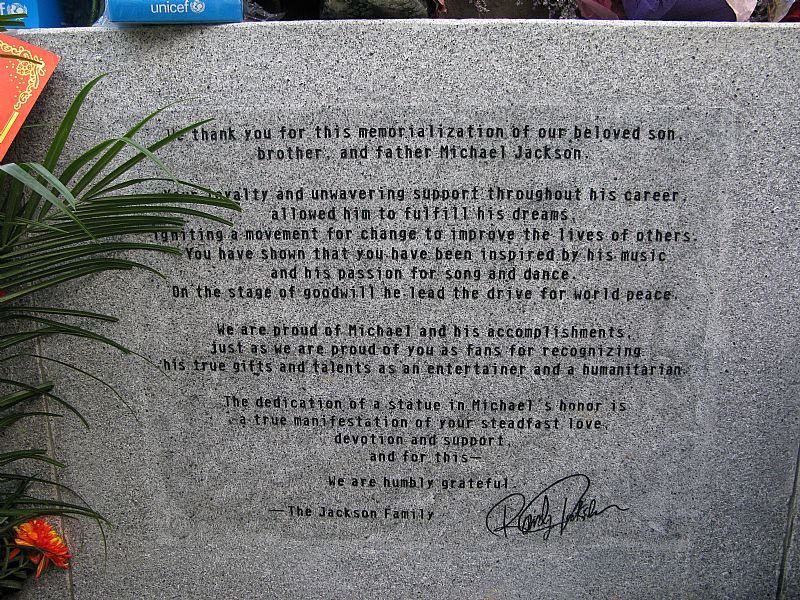 unicef
We thank you for this memorialization of our beloved son,
brother, and father Michael Jackson.
Your loyalty and unwavering support throughout his career,
allowed him to fulfill his dreams,
igniting a movement for change to improve the lives of others.
You have shown that you have been inspired by his music
and his passion for song and dance.
On the stage of goodwill he lead the drive for world peace.
We are proud of Michael and his accomplishments,
just as we are proud of you as fans for recognizing
his true gifts and talents as an entertainer and a humanitarian.
The dedication of a statue in Michael's honor is
a true manifestation of your steadfast love,
devotion and support,
and for this—
We are humbly grateful.
—The Jackson Family
Randy Jackson